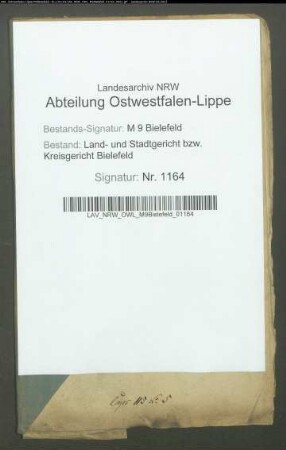 Landesarchiv NRW
Abteilung Ostwestfalen-Lippe
Bestands-Signatur: M 9 Bielefeld
Bestand: Land- und Stadtgericht bzw.
Kreisgericht Bielefeld
Signatur: Nr. 1164
LAV_NRW_OWL_M9Bielefeld_01164